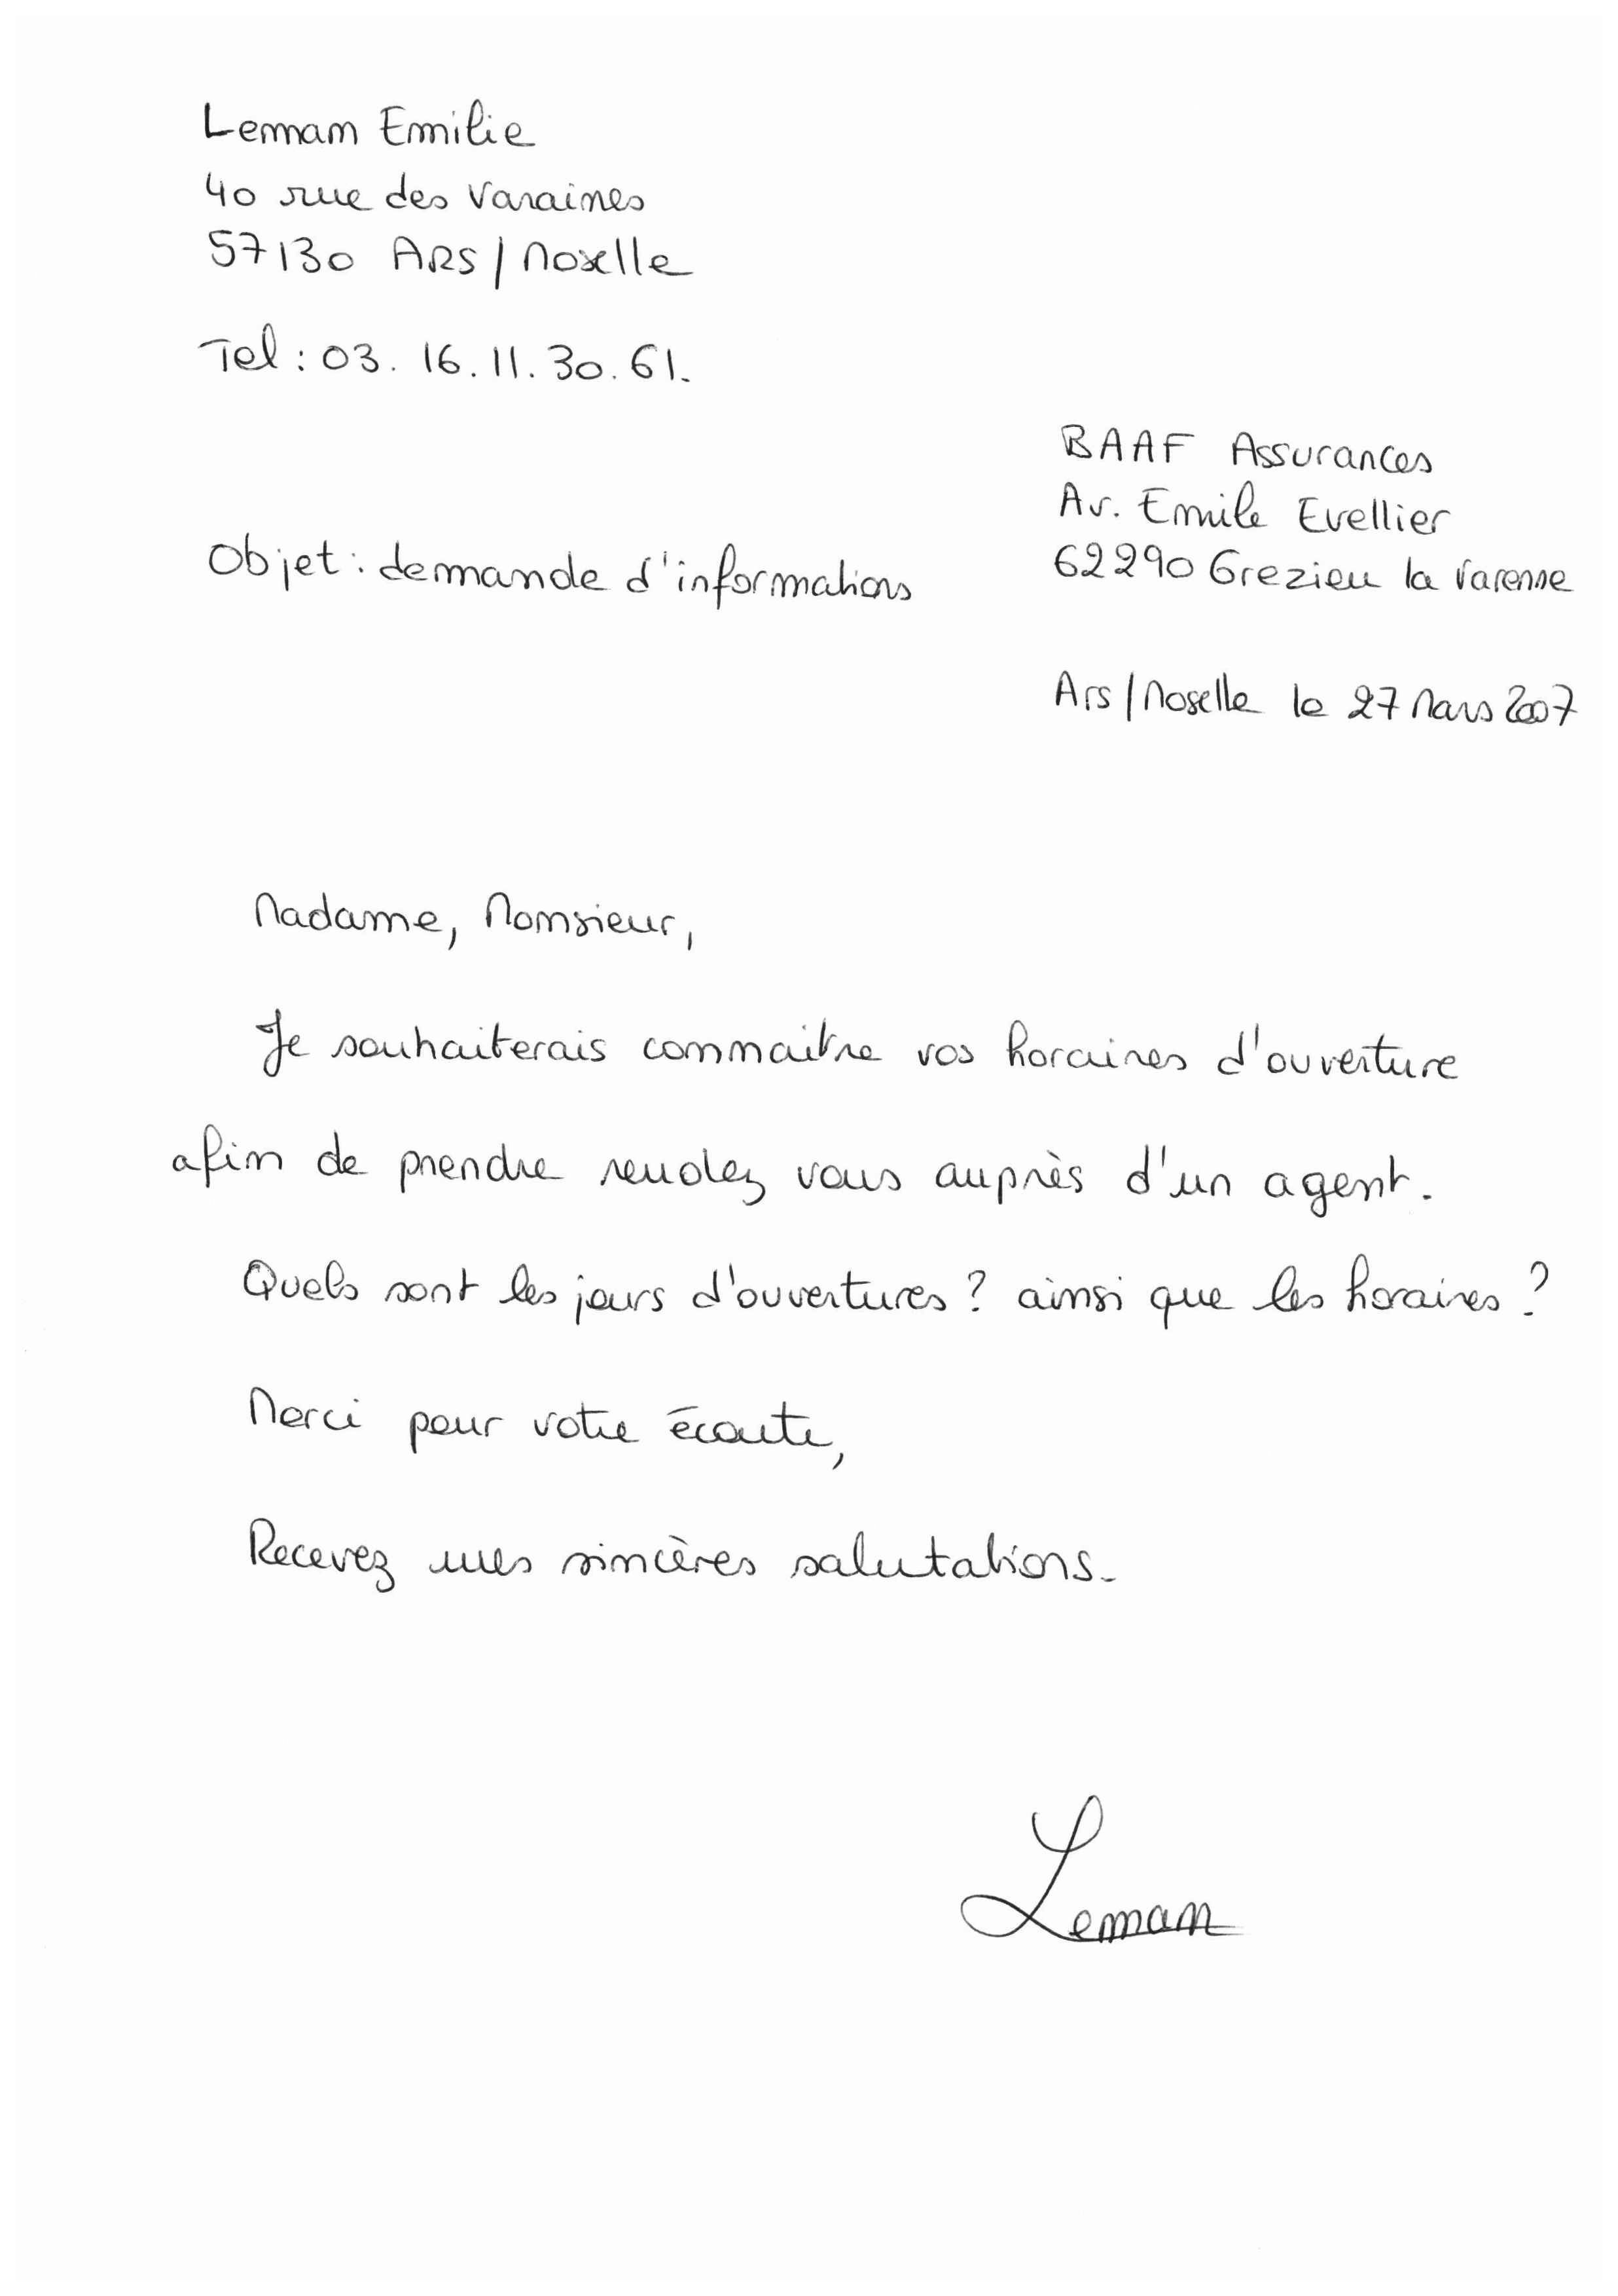 Leman Emilie
40 rue des Varaines
57130 ARS/Moselle
Tel : 03. 16. 11. 30. 61.
BAAF Assurances
Av. Emile Evellier
62290 Grezieu la Varenne
Objet : demande d'informations
Ars/Moselle le 27 Mars 2007
Madame, Monsieur,
Je souhaiterais connaitre vos horaires d'ouverture
afin de prendre rendez vous auprès d'un agent.
Quels sont les jours d'ouvertures ? ainsi que les horaires ?
Merci pour votre écoute,
Recevez mes sincères salutations.
Leman